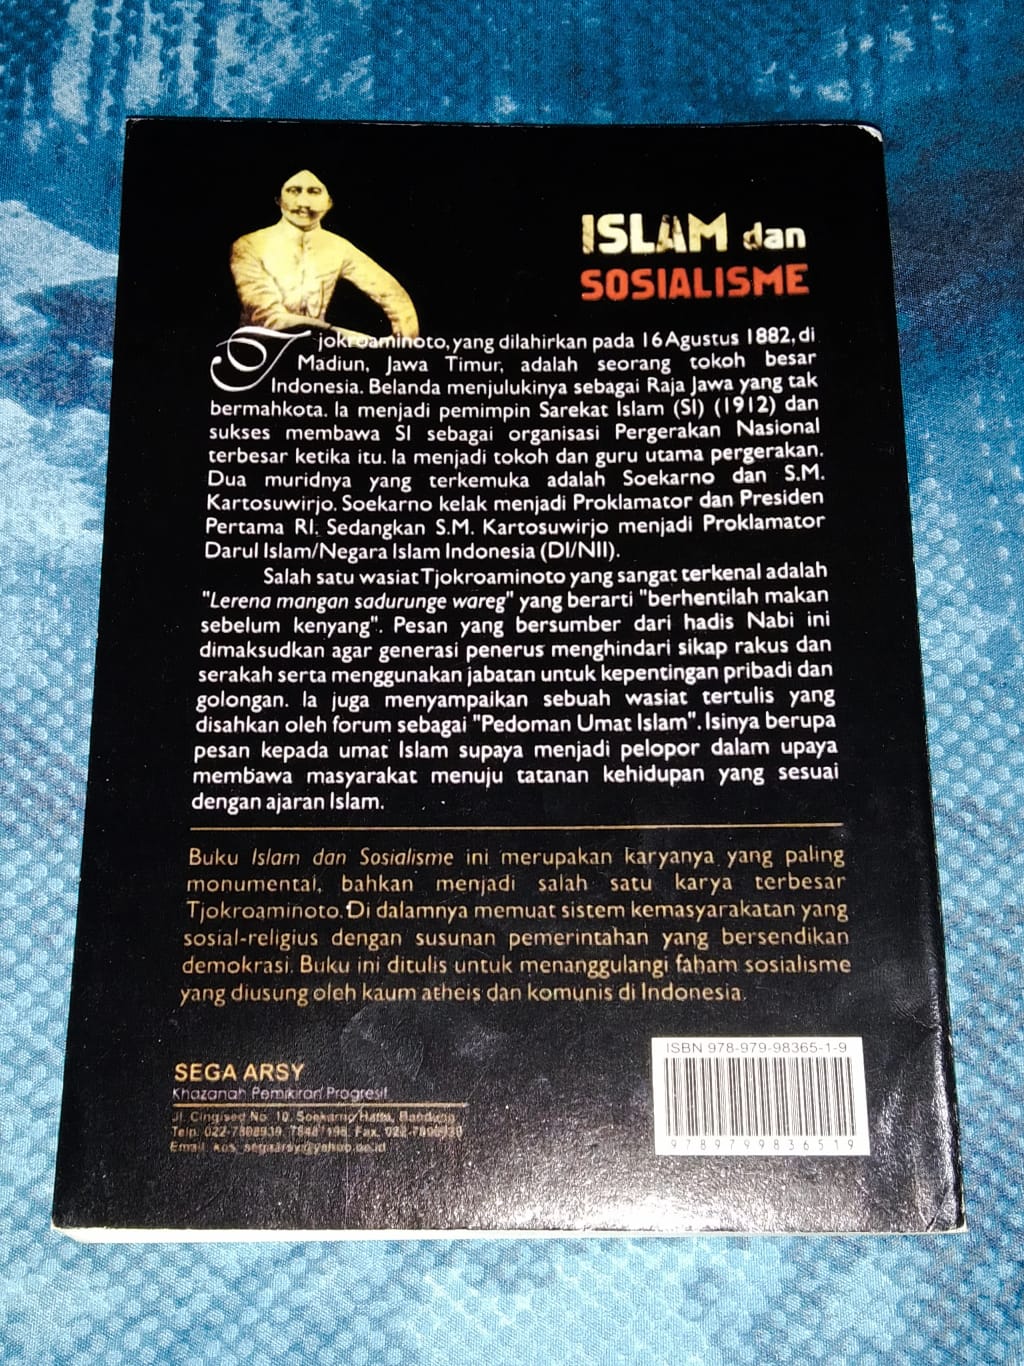 ISLAM dan
SOSIALISME
Tjokroaminoto, yang dilahirkan pada 16 Agustus 1882, di
Madiun, Jawa Timur, adalah seorang tokoh besar
Indonesia. Belanda menjulukinya sebagai Raja Jawa yang tak
bermahkota. Ia menjadi pemimpin Sarekat Islam (SI) (1912) dan
sukses membawa SI sebagai organisasi Pergerakan Nasional
terbesar ketika itu. Ia menjadi tokoh dan guru utama pergerakan.
Dua muridnya yang terkemuka adalah Soekarno dan S.M.
Kartosuwirjo. Soekarno kelak menjadi Proklamator dan Presiden
Pertama RI. Sedangkan S.M. Kartosuwirjo menjadi Proklamator
Darul Islam/Negara Islam Indonesia (DI/NII).
Salah satu wasiat Tjokroaminoto yang sangat terkenal adalah
"Lerena mangan sadurunge wareg" yang berarti "berhentilah makan
sebelum kenyang". Pesan yang bersumber dari hadis Nabi ini
dimaksudkan agar generasi penerus menghindari sikap rakus dan
serakah serta menggunakan jabatan untuk kepentingan pribadi dan
golongan. Ia juga menyampaikan sebuah wasiat tertulis yang
disahkan oleh forum sebagai "Pedoman Umat Islam". Isinya berupa
pesan kepada umat Islam supaya menjadi pelopor dalam upaya
membawa masyarakat menuju tatanan kehidupan yang sesuai
dengan ajaran Islam.
Buku Islam dan Sosialisme ini merupakan karyanya yang paling
monumental, bahkan menjadi salah satu karya terbesar
Tjokroaminoto. Di dalamnya memuat sistem kemasyarakatan yang
sosial-religius dengan susunan pemerintahan yang bersendikan
demokrasi. Buku ini ditulis untuk menanggulangi faham sosialisme
yang diusung oleh kaum atheis dan komunis di Indonesia.
ISBN 978-979-98365-1-9
9789799836519
SEGA ARSY
Khazanah Pemikiran Progresif
Jl. Cingised No. 10, Soekarno Hatta, Bandung
Telp. 022- Fax. 022-
Email: